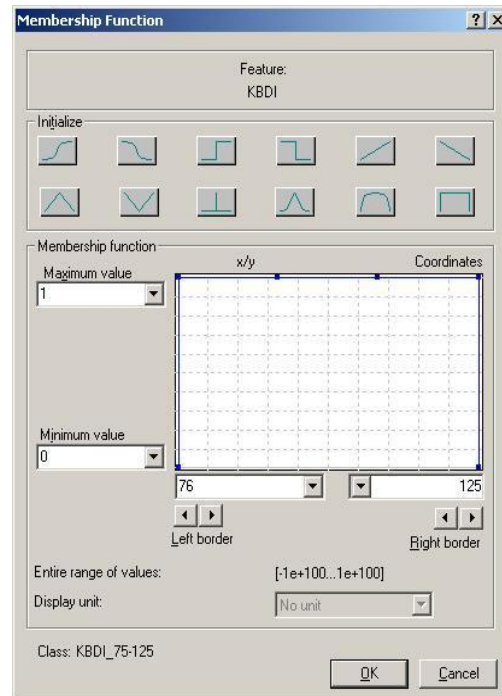 Membership Function
Feature:
KBDI
Initialize
Membership function
x/y
Coordinates
Maximum value
1
Minimum value
0
76
125
Left border
Right border
Entire range of values:
[-1e+100...1e+100]
Display unit:
No unit
Class: KBDI_75-125
OK
Cancel